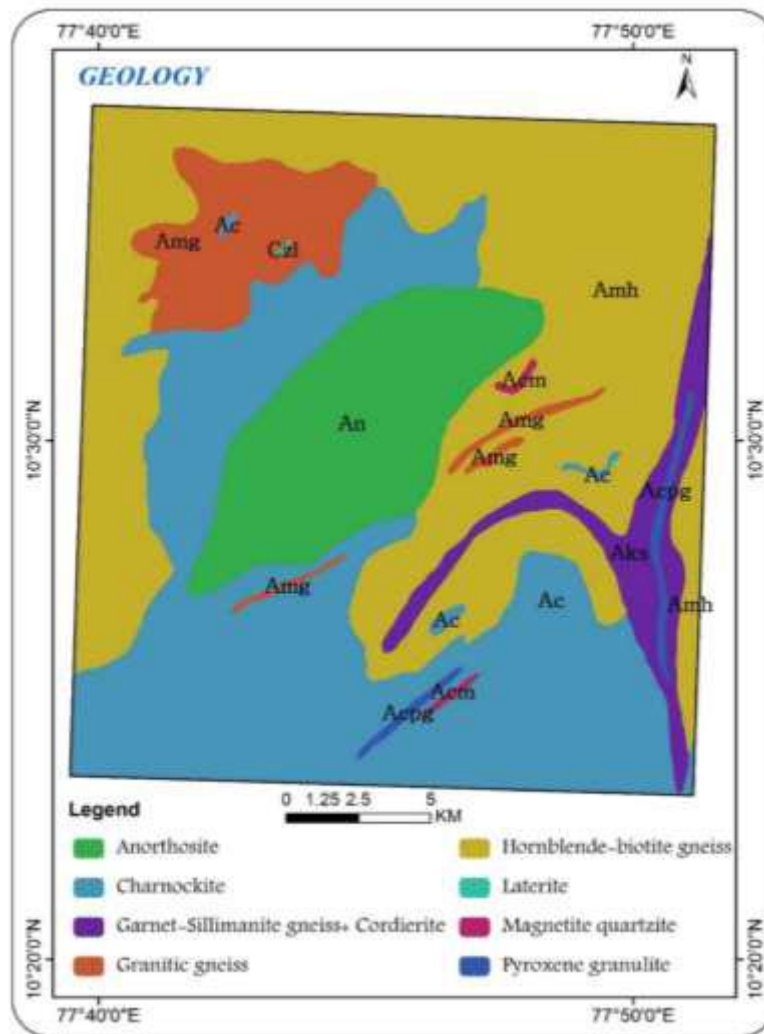 77°40'0"E 77°50'0"E
GEOLOGY
N
Ac
Amg
Czl
Amh
Acm
An
Amg
10°30'0"N 10°30'0"N
Amg
Ac
Acpg
Aks
Amg
Ac
Amh
Ac
Acm
Acpg
Legend
0 1.25 2.5 5
KM
Anorthosite
Hornblende-biotite gneiss
Charnockite
Laterite
Garnet-Sillimanite gneiss+ Cordierite
Magnetite quartzite
Granitic gneiss
Pyroxene granulite
10°20'0"N 10°20'0"N
77°40'0"E 77°50'0"E